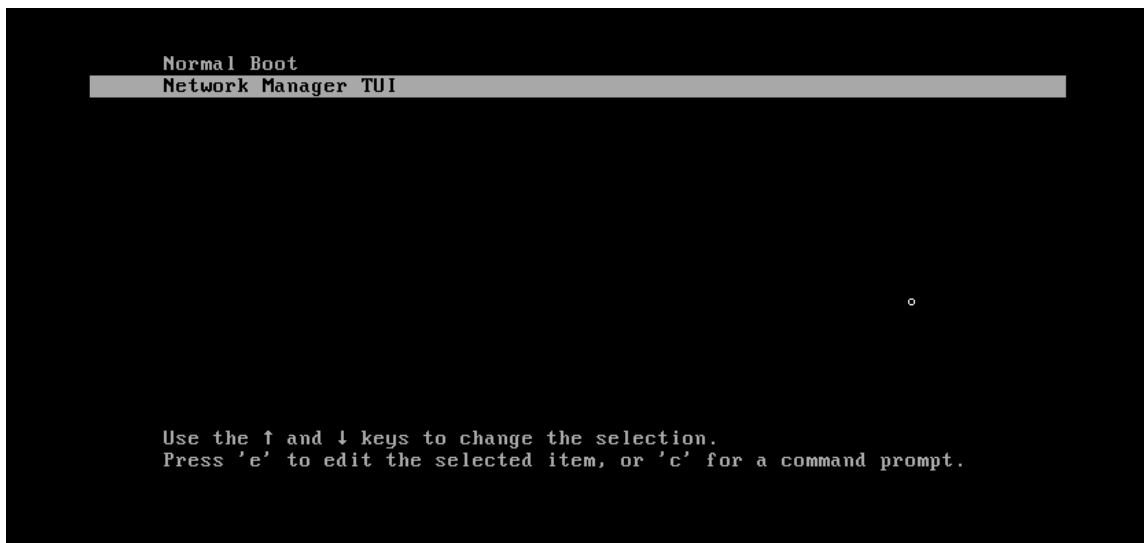 Normal Boot
Network Manager TUI
Use the ↑ and ↓ keys to change the selection.
Press 'e' to edit the selected item, or 'c' for a command prompt.